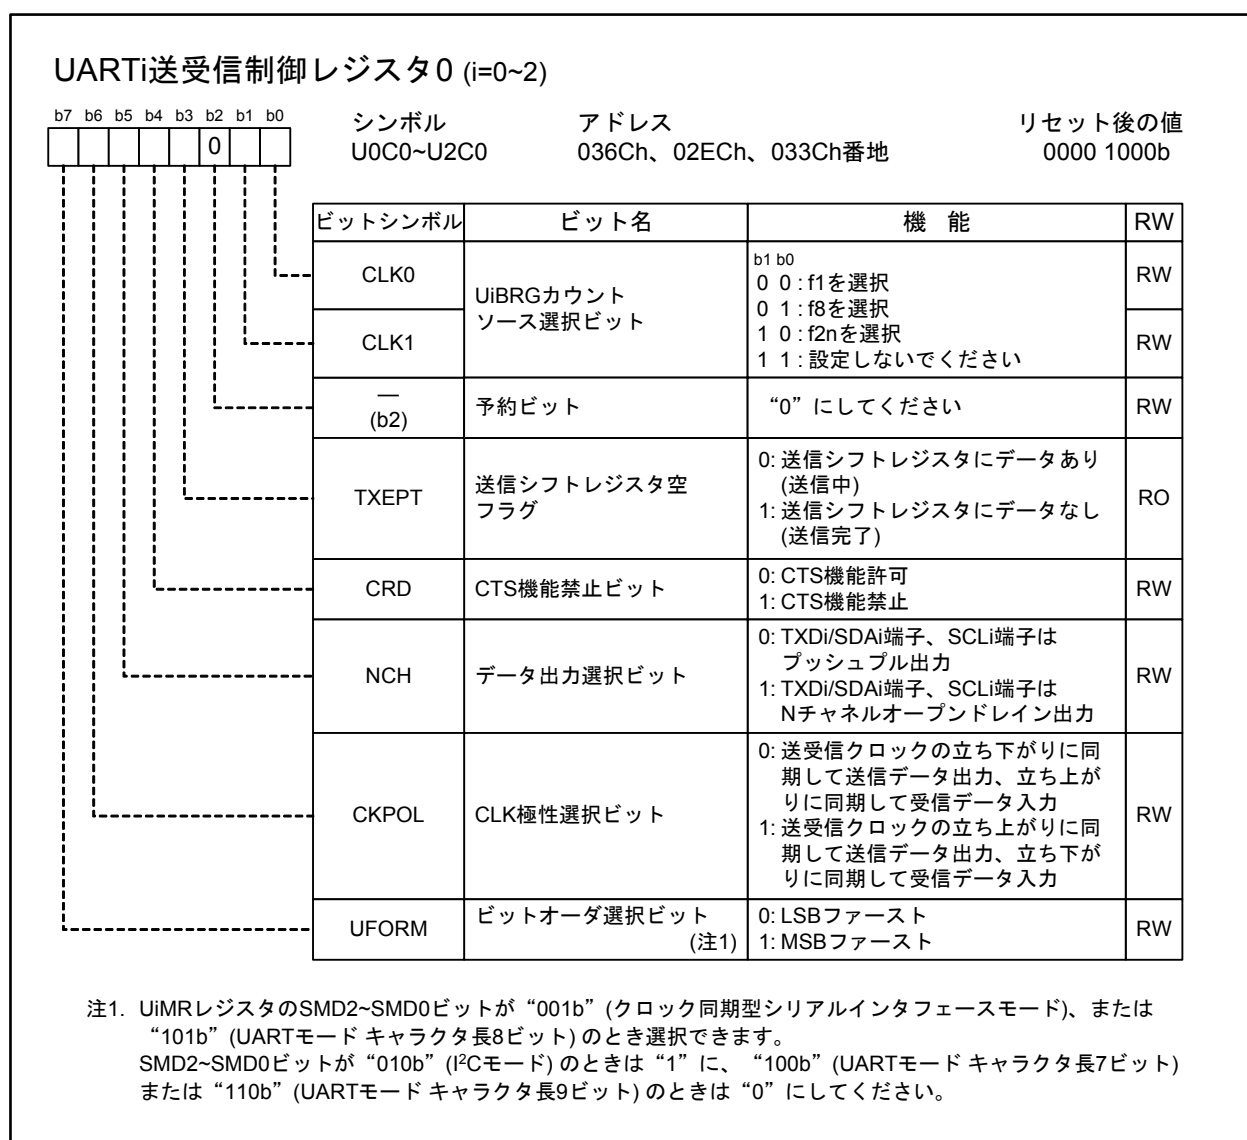 UARTi送受信制御レジスタ0 (i=0~2)
b7 b6 b5 b4 b3 b2 b1 b0
0
シンボル アドレス リセット後の値
U0C0~U2C0 036Ch、02ECh、033Ch番地 0000 1000b
ビットシンボル ビット名 機 能 RW
CLK0 RW
CLK1 RW
UiBRGカウント
ソース選択ビット
b1 b0
0 0 : f1を選択
0 1 : f8を選択
1 0 : f2nを選択
1 1 : 設定しないでください
—
(b2)
予約ビット “0”にしてください RW
TXEPT
送信シフトレジスタ空
フラグ
0: 送信シフトレジスタにデータあり
(送信中)
1: 送信シフトレジスタにデータなし
(送信完了)
RO
CRD CTS機能禁止ビット
0: CTS機能許可
1: CTS機能禁止
RW
NCH データ出力選択ビット
0: TXDi/SDAi端子、SCLi端子は
プッシュプル出力
1: TXDi/SDAi端子、SCLi端子は
Nチャネルオープンドレイン出力
RW
CKPOL CLK極性選択ビット
0: 送受信クロックの立ち下がりに同
期して送信データ出力、立ち上が
りに同期して受信データ入力
1: 送受信クロックの立ち上がりに同
期して送信データ出力、立ち下が
りに同期して受信データ入力
RW
UFORM
ビットオーダ選択ビット
(注1)
0: LSBファースト
1: MSBファースト
RW
注1. UiMRレジスタのSMD2~SMD0ビットが“001b”(クロック同期型シリアルインタフェースモード)、または
“101b”(UARTモード キャラクタ長8ビット) のとき選択できます。
SMD2~SMD0ビットが“010b”(I²Cモード) のときは“1”に、“100b”(UARTモード キャラクタ長7ビット)
または“110b”(UARTモード キャラクタ長9ビット) のときは“0”にしてください。